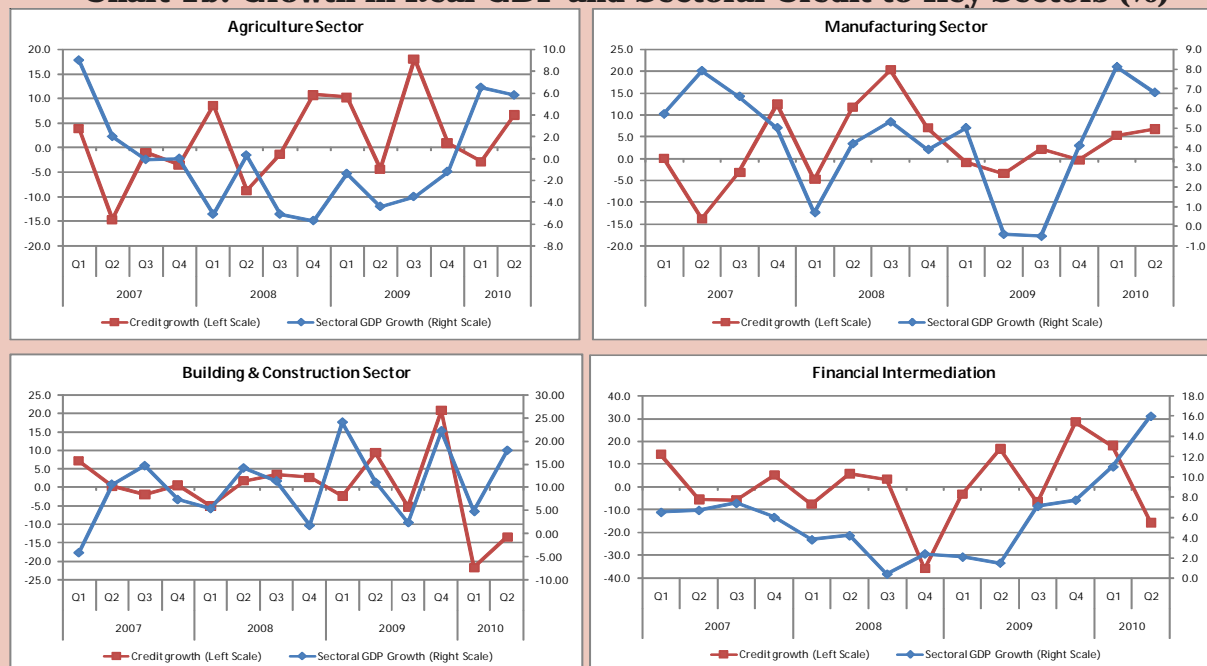 Chart 1b: Growth in Real GDP and Sectoral Credit to Key Sectors (%)
Agriculture Sector
20.0 10.0
15.0 8.0
10.0 6.0
5.0 4.0
0.0 2.0
-5.0 0.0
-10.0 -2.0
-15.0 -4.0
-20.0 -6.0
-8.0
Q1 Q2 Q3 Q4 Q1 Q2 Q3 Q4 Q1 Q2 Q3 Q4 Q1 Q2
2007 2008 2009 2010
Credit growth (Left Scale) Sectoral GDP Growth (Right Scale)
Manufacturing Sector
25.0 9.0
20.0 8.0
15.0 7.0
10.0 6.0
5.0 5.0
0.0 4.0
-5.0 3.0
-10.0 2.0
-15.0 1.0
-20.0 0.0
-1.0
Q1 Q2 Q3 Q4 Q1 Q2 Q3 Q4 Q1 Q2 Q3 Q4 Q1 Q2
2007 2008 2009 2010
Credit growth (Left Scale) Sectoral GDP Growth (Right Scale)
Building & Construction Sector
25.0 30.00
20.0 25.00
15.0 20.00
10.0 15.00
5.0 10.00
0.0 5.00
-5.0 0.00
-10.0 -5.00
-15.0 -10.00
-20.0
-25.0
Q1 Q2 Q3 Q4 Q1 Q2 Q3 Q4 Q1 Q2 Q3 Q4 Q1 Q2
2007 2008 2009 2010
Credit growth (Left Scale) Sectoral GDP Growth (Right Scale)
Financial Intermediation
40.0 18.0
30.0 16.0
20.0 14.0
10.0 12.0
0.0 10.0
-10.0 8.0
-20.0 6.0
-30.0 4.0
-40.0 2.0
0.0
Q1 Q2 Q3 Q4 Q1 Q2 Q3 Q4 Q1 Q2 Q3 Q4 Q1 Q2
2007 2008 2009 2010
Credit growth (Left Scale) Sectoral GDP Growth (Right Scale)